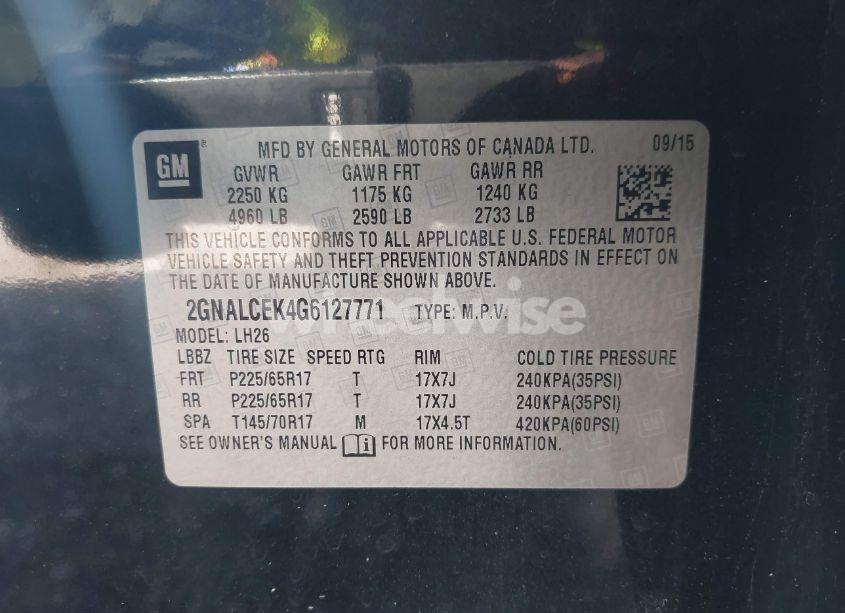 GM
MFD BY GENERAL MOTORS OF CANADA LTD. 09/15
GVWR GAWR FRT GAWR RR
2250 KG 1175 KG 1240 KG
4960 LB 2590 LB 2733 LB
THIS VEHICLE CONFORMS TO ALL APPLICABLE U.S. FEDERAL MOTOR
VEHICLE SAFETY AND THEFT PREVENTION STANDARDS IN EFFECT ON
THE DATE OF MANUFACTURE SHOWN ABOVE.
2GNALCEK4G6127771 TYPE: M.P.V.
wheelwise
MODEL: LH26
LBBZ TIRE SIZE SPEED RTG RIM COLD TIRE PRESSURE
FRT P225/65R17 T 17X7J 240KPA(35PSI)
RR P225/65R17 T 17X7J 240KPA(35PSI)
SPA T145/70R17 M 17X4.5T 420KPA(60PSI)
SEE OWNER'S MANUAL i FOR MORE INFORMATION.